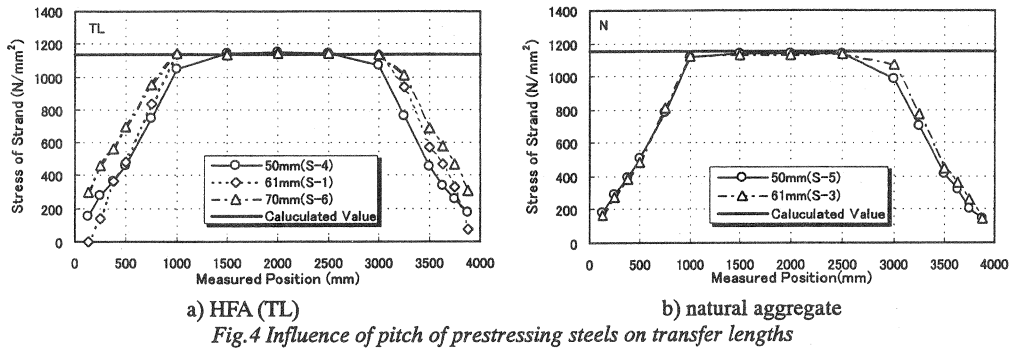 TL
Stress of Strand (N/mm²)
1400
1200
1000
800
600
400
200
0
50mm(S-4)
61mm(S-1)
70mm(S-6)
Caluculated Value
0 500 1000 1500 2000 2500 3000 3500 4000
Measured Position (mm)
a) HFA (TL)
N
Stress of Strand (N/mm²)
1400
1200
1000
800
600
400
200
0
50mm(S-5)
61mm(S-3)
Caluculated Value
0 500 1000 1500 2000 2500 3000 3500 4000
Measured Position(mm)
b) natural aggregate
Fig.4 Influence of pitch of prestressing steels on transfer lengths